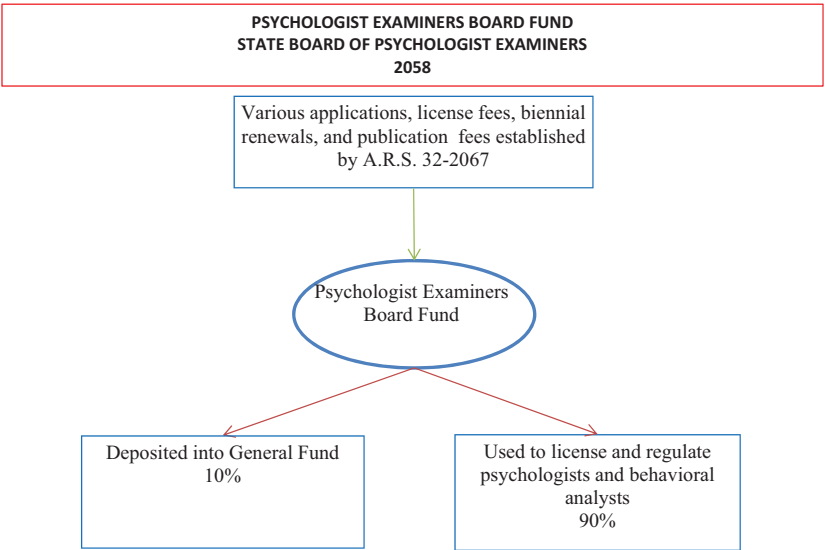 PSYCHOLOGIST EXAMINERS BOARD FUND
STATE BOARD OF PSYCHOLOGIST EXAMINERS
2058
Various applications, license fees, biennial
renewals, and publication fees established
by A.R.S. 32-2067
Psychologist Examiners
Board Fund
Deposited into General Fund
10%
Used to license and regulate
psychologists and behavioral
analysts
90%